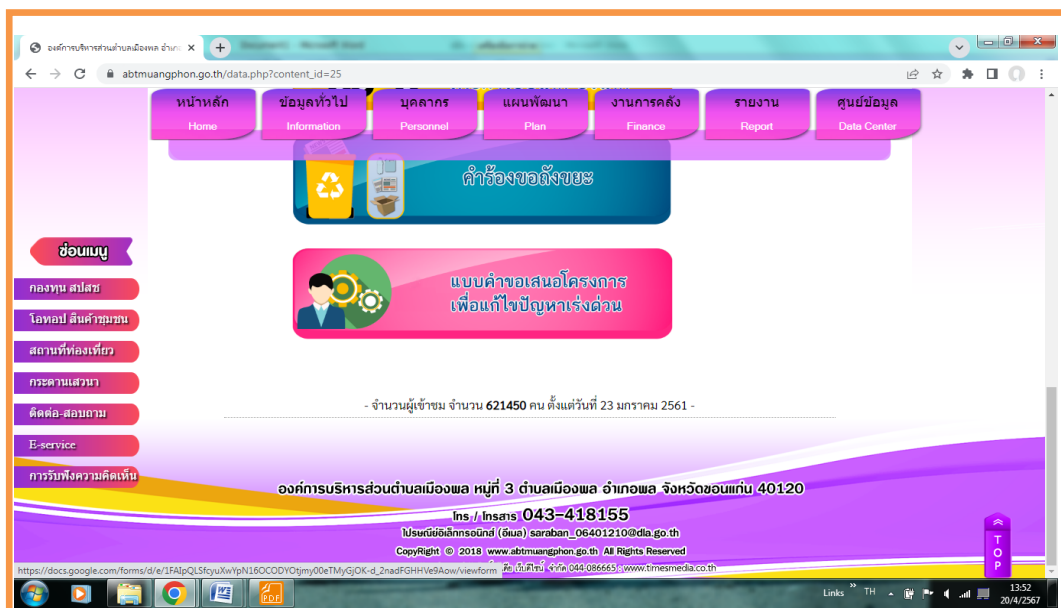 องค์การบริหารส่วนตำบลเมืองพล อำเภ
abtmuangphon.go.th/data.php?content_id=25
หน้าหลัก ข้อมูลทั่วไป บุคลากร แผนพัฒนา งานการคลัง รายงาน ศูนย์ข้อมูล
Home Information Personnel Plan Finance Report Data Center
คำร้องขอถังขยะ
ซ่อนเมนู
แบบคำขอเสนอโครงการ
เพื่อแก้ไขปัญหาเร่งด่วน
กองทุน สปสช
โอทอป สินค้าชุมชน
สถานที่ท่องเที่ยว
กระดานเสวนา
ติดต่อ-สอบถาม
E-service
การรับฟังความคิดเห็น
- จำนวนผู้เข้าชม จำนวน 621450 คน ตั้งแต่วันที่ 23 มกราคม 2561 -
องค์การบริหารส่วนตำบลเมืองพล หมู่ที่ 3 ตำบลเมืองพล อำเภอพล จังหวัดขอนแก่น 40120
โทร / โทรสาร 043-418155
ไปรษณีย์อิเล็กทรอนิกส์ (อีเมล) saraban_06401210@dla.go.th
CopyRight © 2018 www.abtmuangphon.go.th All Rights Reserved
เว็บดีไซน์ จำกัด 044-086665 : www.timesmedia.co.th
TOP
https://docs.google.com/forms/d/e/1FAIpQLSfcyuXwYpN16OCODYOtjmy00eTMyGjOK-d_2nadFGHHVe9Aow/viewform
Links TH 13:52
20/4/2567